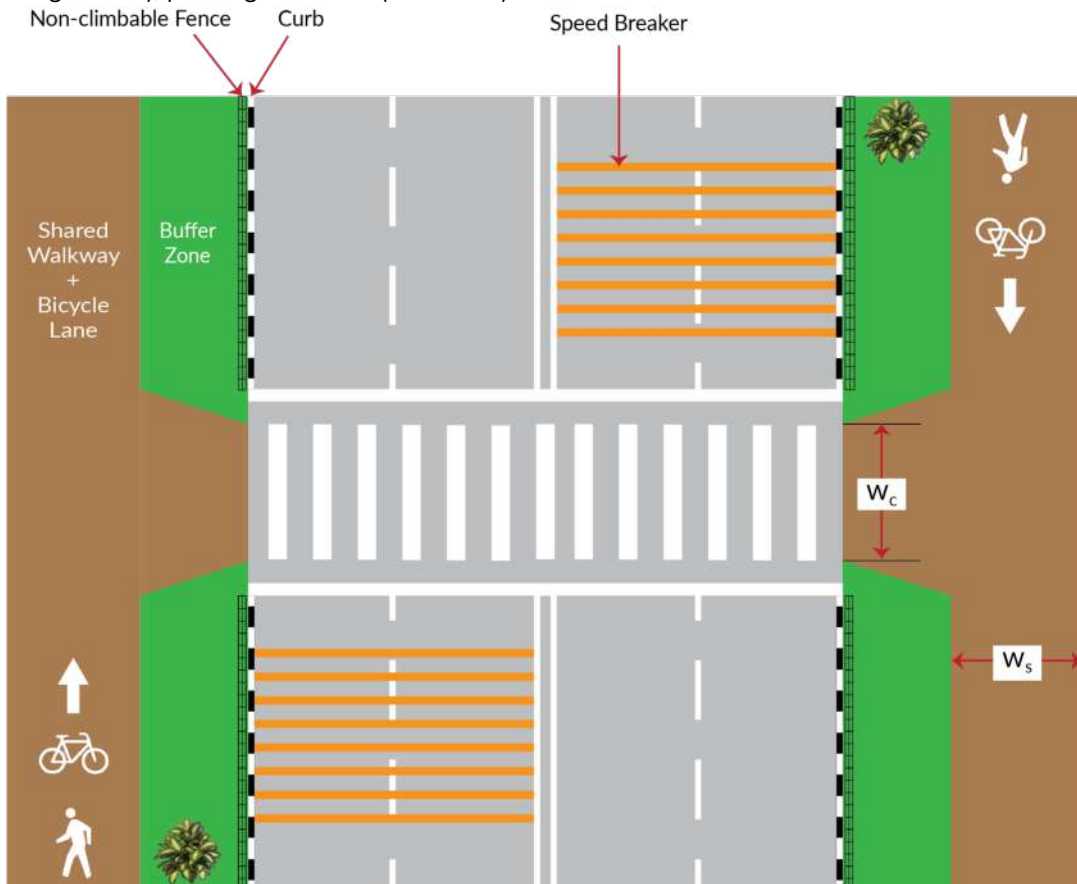 Non-climbable Fence
Curb
Speed Breaker
Shared
Walkway
+
Bicycle
Lane
Buffer
Zone
Wc
Ws